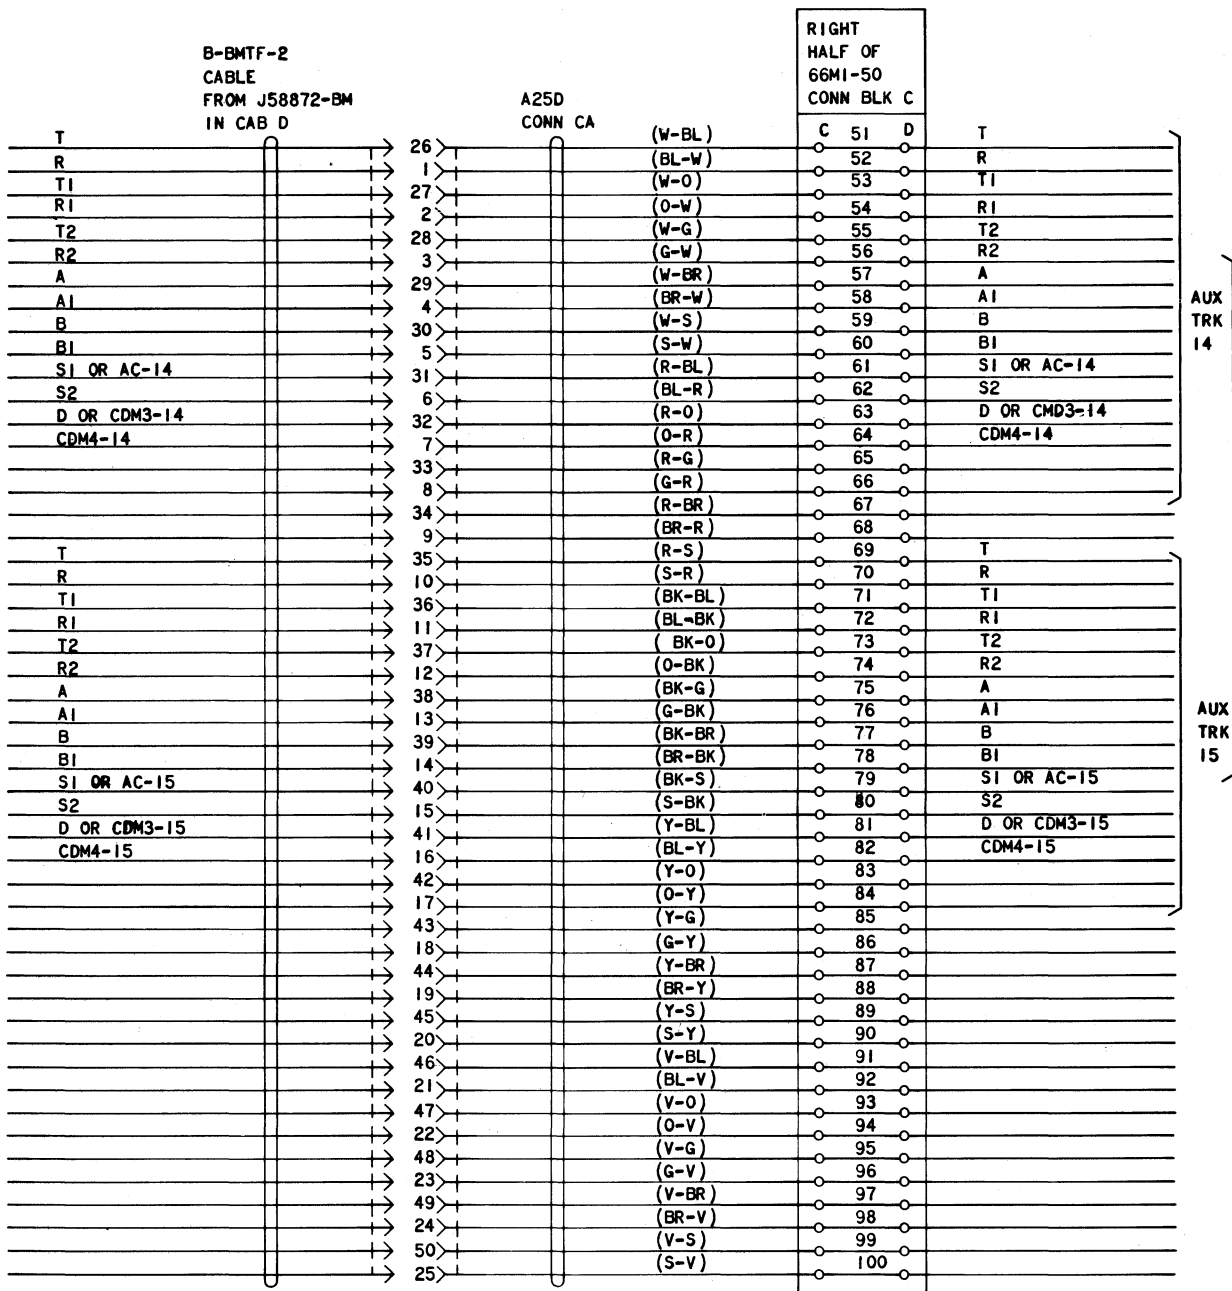 B-BMTF-2
CABLE
FROM J58872-BM
IN CAB D
A25D
CONN CA
RIGHT
HALF OF
66M1-50
CONN BLK C
C D
T 26 (W-BL) 51 T
R 1 (BL-W) 52 R
T1 27 (W-O) 53 T1
R1 2 (O-W) 54 R1
T2 28 (W-G) 55 T2
R2 3 (G-W) 56 R2
A 29 (W-BR) 57 A
A1 4 (BR-W) 58 A1
B 30 (W-S) 59 B
B1 5 (S-W) 60 B1
S1 OR AC-14 31 (R-BL) 61 S1 OR AC-14
S2 6 (BL-R) 62 S2
D OR CDM3-14 32 (R-O) 63 D OR CMD3-14
CDM4-14 7 (O-R) 64 CDM4-14
33 (R-G) 65
8 (G-R) 66
34 (R-BR) 67
9 (BR-R) 68
AUX
TRK
14
T 35 (R-S) 69 T
R 10 (S-R) 70 R
T1 36 (BK-BL) 71 T1
R1 11 (BL-BK) 72 R1
T2 37 ( BK-O) 73 T2
R2 12 (O-BK) 74 R2
A 38 (BK-G) 75 A
A1 13 (G-BK) 76 A1
B 39 (BK-BR) 77 B
B1 14 (BR-BK) 78 B1
S1 OR AC-15 40 (BK-S) 79 S1 OR AC-15
S2 15 (S-BK) 80 S2
D OR CDM3-15 41 (Y-BL) 81 D OR CDM3-15
CDM4-15 16 (BL-Y) 82 CDM4-15
42 (Y-O) 83
17 (O-Y) 84
AUX
TRK
15
43 (Y-G) 85
18 (G-Y) 86
44 (Y-BR) 87
19 (BR-Y) 88
45 (Y-S) 89
20 (S-Y) 90
46 (V-BL) 91
21 (BL-V) 92
47 (V-O) 93
22 (O-V) 94
48 (V-G) 95
23 (G-V) 96
49 (V-BR) 97
24 (BR-V) 98
50 (V-S) 99
25 (S-V) 100